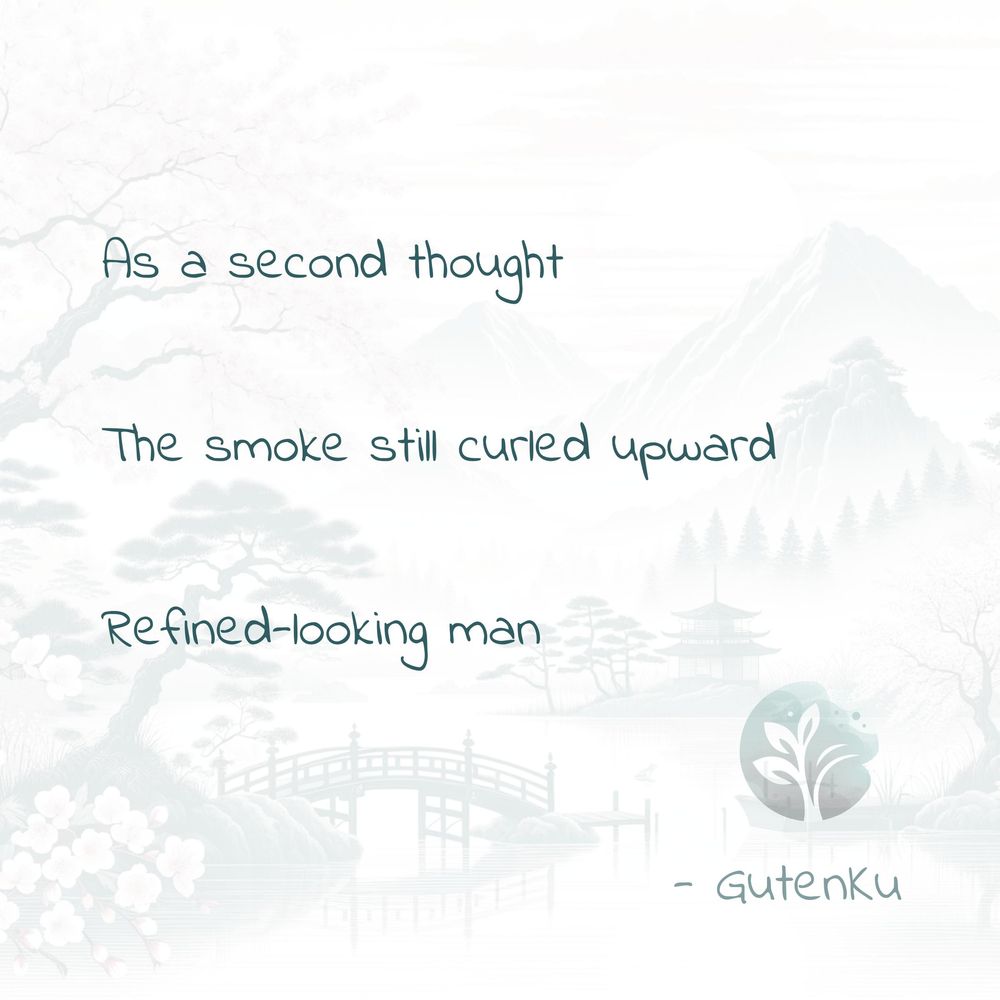 As a second thought
The smoke still curled upward
Refined-looking man
- GutenKu